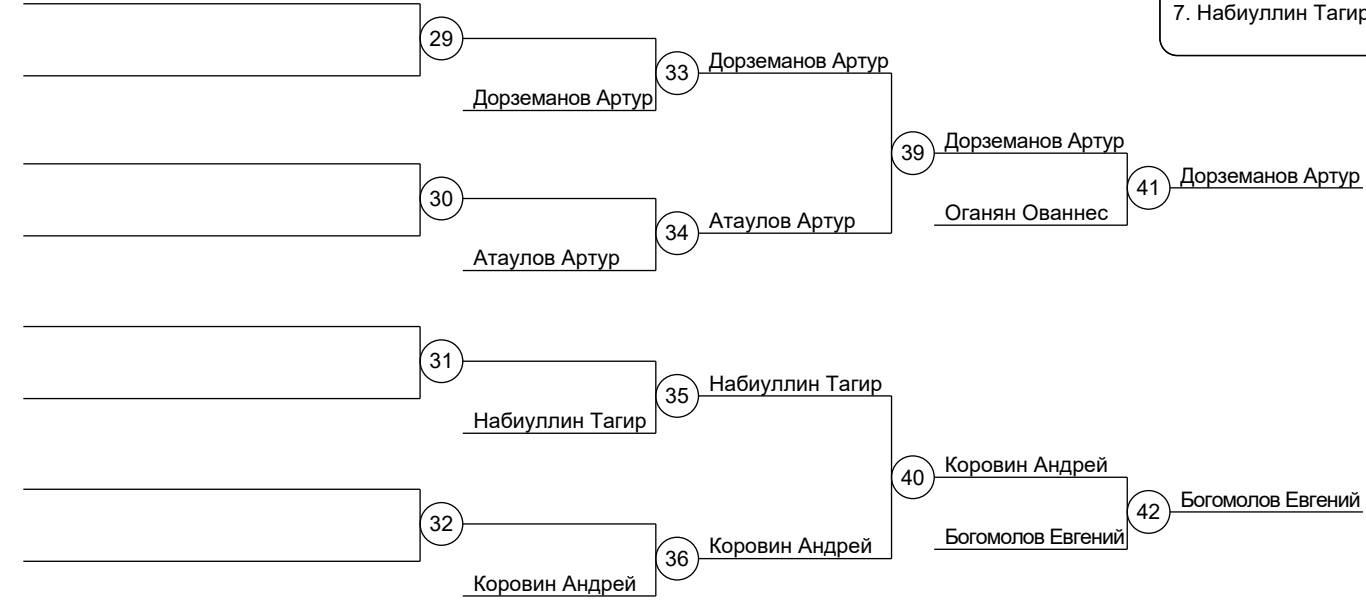 7. Набиуллин Тагир
29
33
Дорземанов Артур
Дорземанов Артур
39
Дорземанов Артур
41
Дорземанов Артур
Оганян Ованнес
30
34
Атаулов Артур
Атаулов Артур
31
35
Набиуллин Тагир
Набиуллин Тагир
40
Коровин Андрей
42
Богомолов Евгений
Богомолов Евгений
32
36
Коровин Андрей
Коровин Андрей